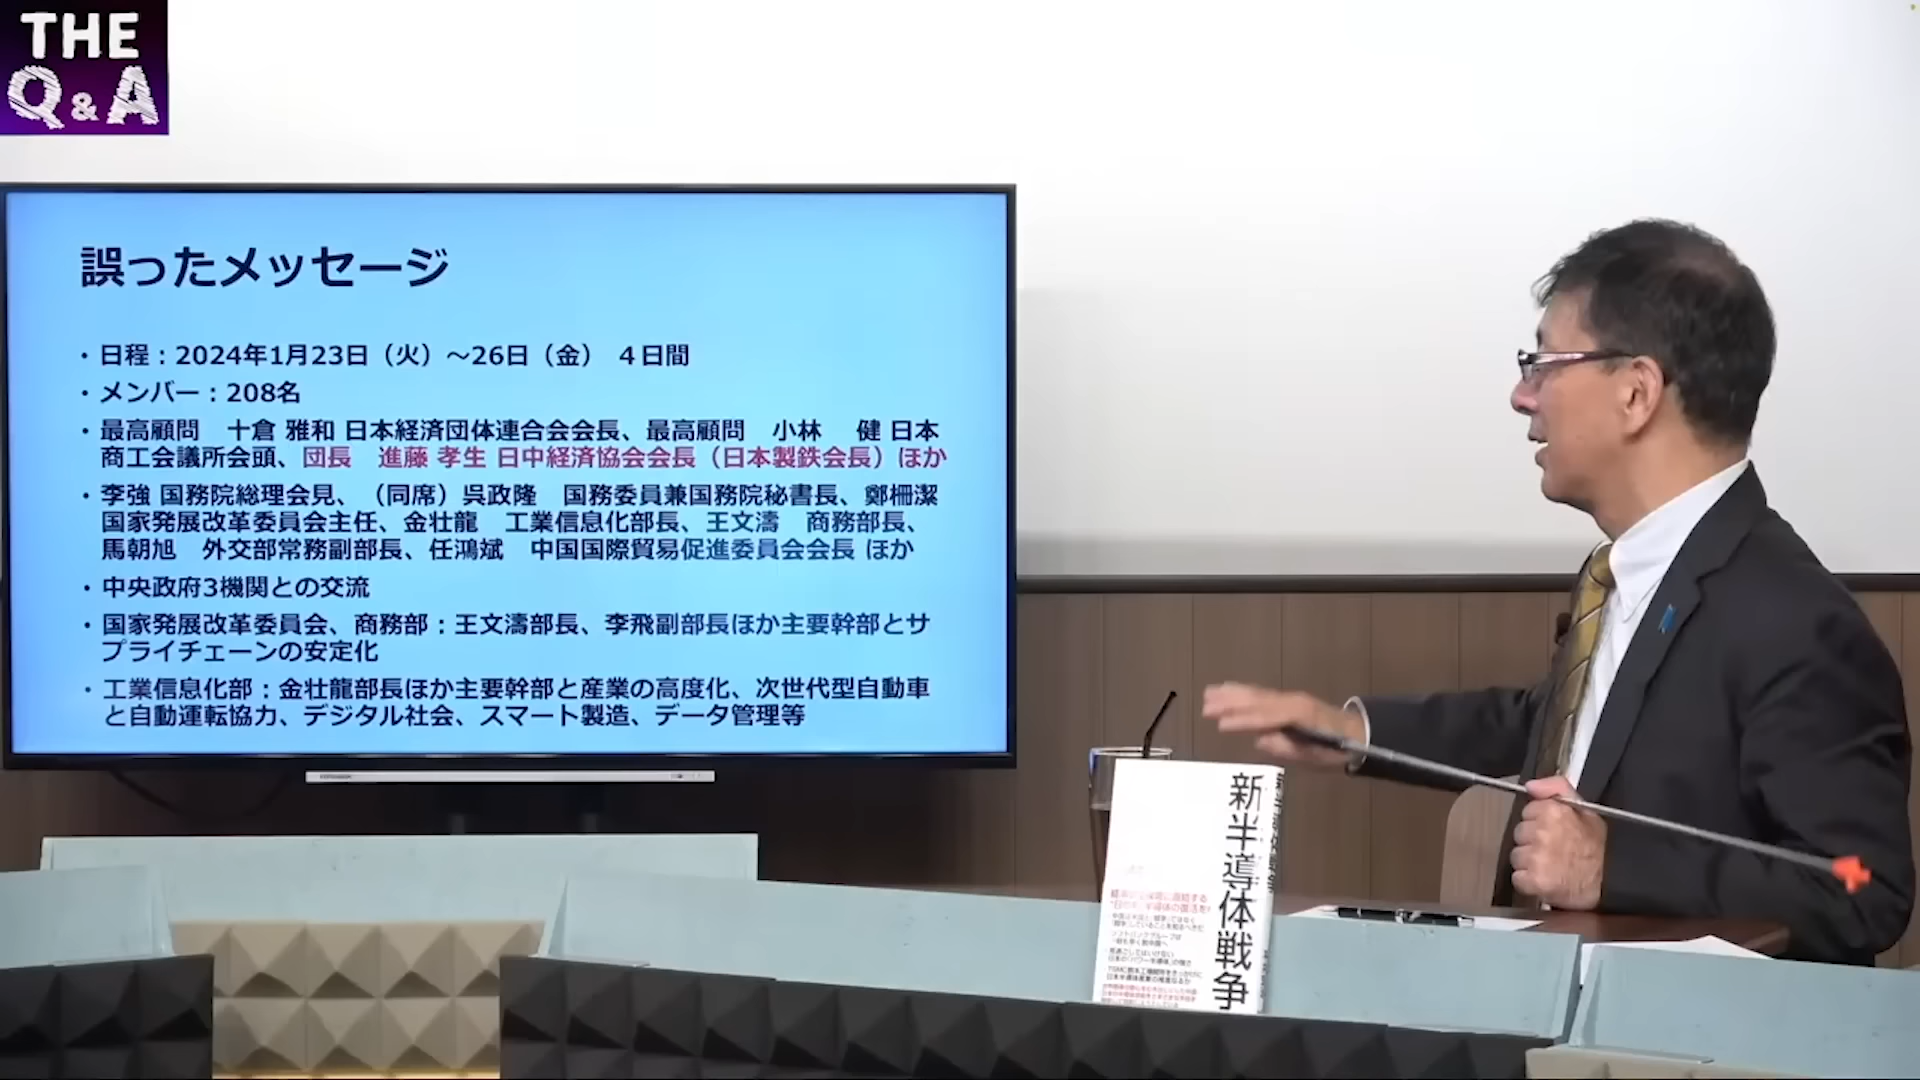 THE
Q&A
誤ったメッセージ
・日程：2024年1月23日（火）～26日（金） ４日間
・メンバー：208名
・最高顧問　十倉 雅和 日本経済団体連合会会長、最高顧問　小林　健 日本
商工会議所会頭、団長　進藤 孝生 日中経済協会会長（日本製鉄会長）ほか
・李強 国務院総理会見、（同席）呉政隆　国務委員兼国務院秘書長、鄭柵潔
国家発展改革委員会主任、金壮龍　工業信息化部長、王文濤　商務部長、
馬朝旭　外交部常務副部長、任鴻斌　中国国際貿易促進委員会会長 ほか
・中央政府3機関との交流
・国家発展改革委員会、商務部：王文濤部長、李飛副部長ほか主要幹部とサ
プライチェーンの安定化
・工業信息化部：金壮龍部長ほか主要幹部と産業の高度化、次世代型自動車
と自動運転協力、デジタル社会、スマート製造、データ管理等
新半導体戦争